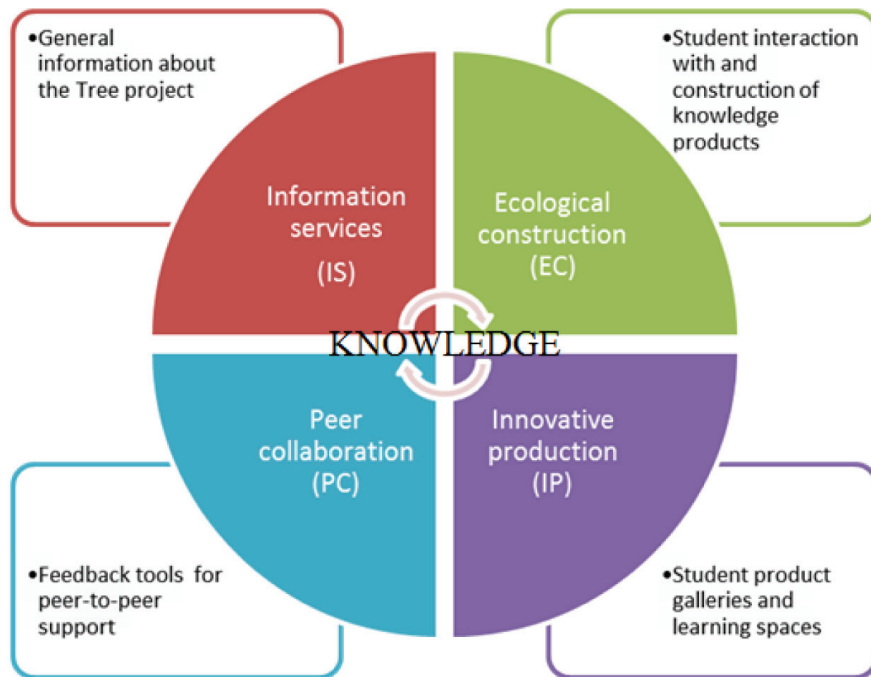 •General
information about
the Tree project
•Student interaction
with and
construction of
knowledge
products
Information
services
(IS)
Ecological
construction
(EC)
KNOWLEDGE
Peer
collaboration
(PC)
Innovative
production
(IP)
•Feedback tools for
peer-to-peer
support
•Student product
galleries and
learning spaces